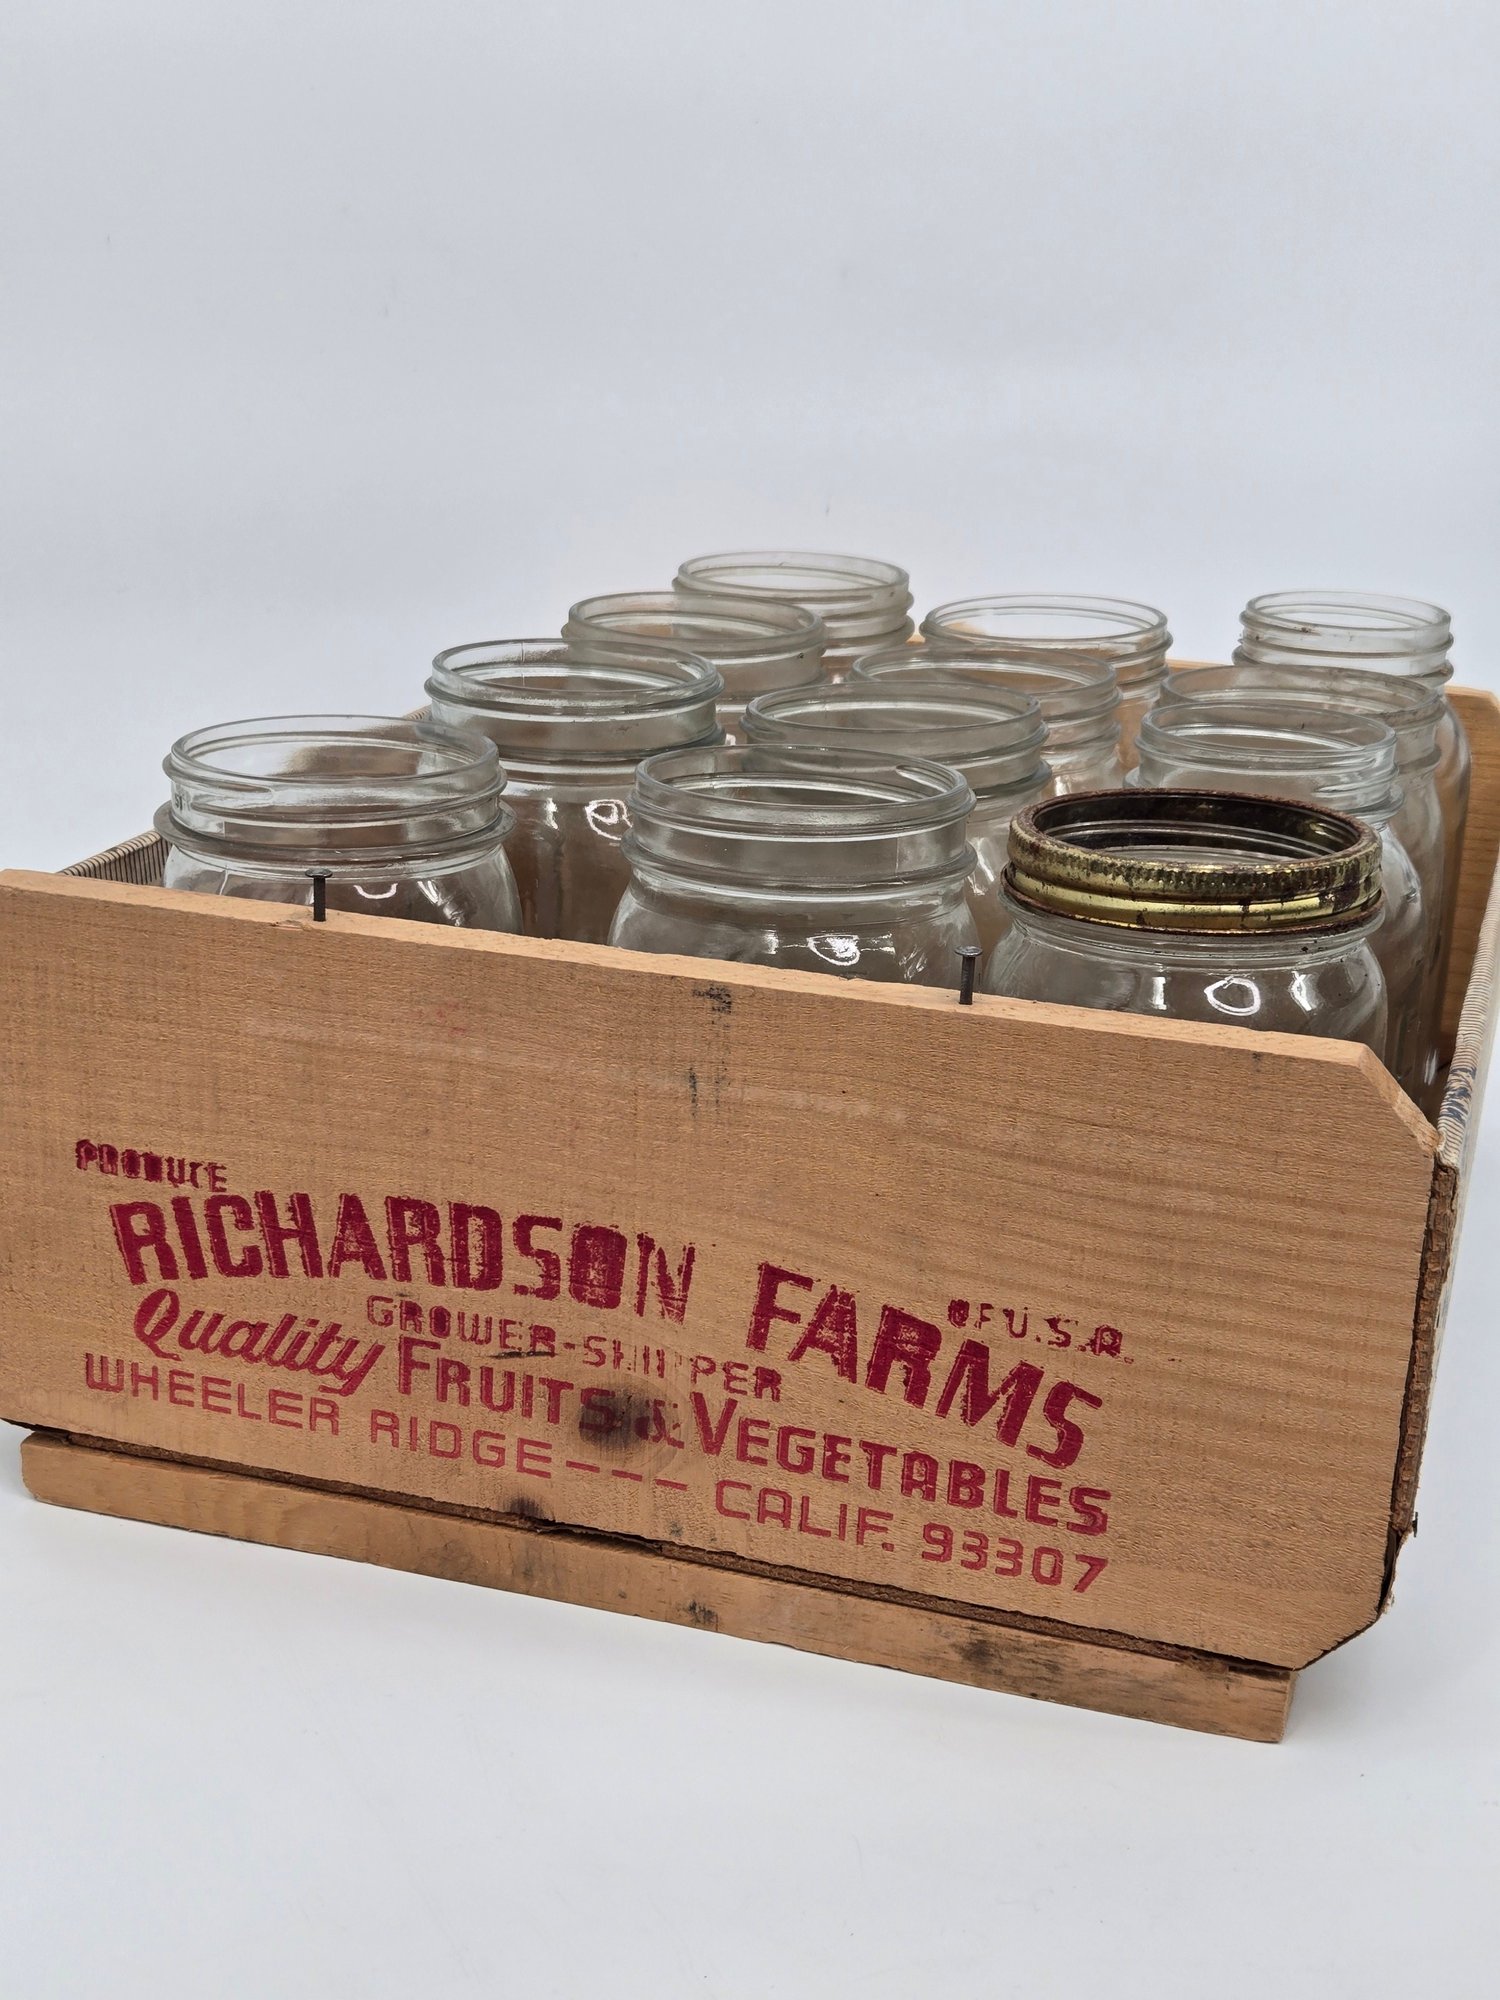 PRODUCE
RICHARDSON FARMS
OF U.S.A.
GROWER-SHIPPER
Quality FRUITS & VEGETABLES
WHEELER RIDGE --- CALIF. 93307